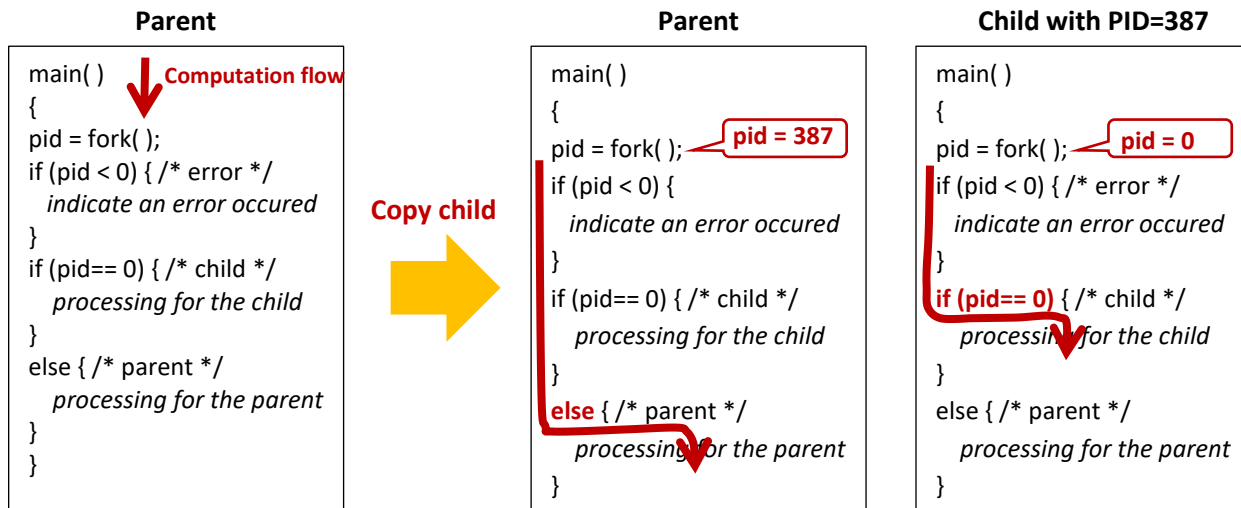 Parent
main( )
Computation flow
{
pid = fork( );
if (pid < 0) { /* error */
indicate an error occured
}
if (pid== 0) { /* child */
processing for the child
}
else { /* parent */
processing for the parent
}
}
Copy child
Parent
main( )
{
pid = fork( );
pid = 387
if (pid < 0) {
indicate an error occured
}
if (pid== 0) { /* child */
processing for the child
}
else { /* parent */
processing for the parent
}
Child with PID=387
main( )
{
pid = fork( );
pid = 0
if (pid < 0) { /* error */
indicate an error occured
}
if (pid== 0) { /* child */
processing for the child
}
else { /* parent */
processing for the parent
}